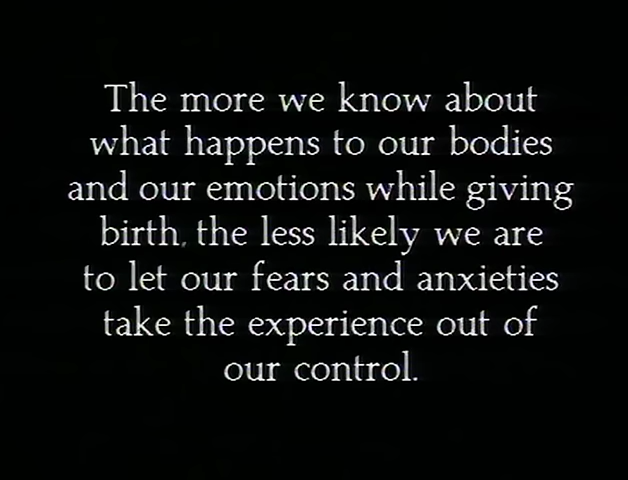 The more we know about
what happens to our bodies
and our emotions while giving
birth, the less likely we are
to let our fears and anxieties
take the experience out of
our control.